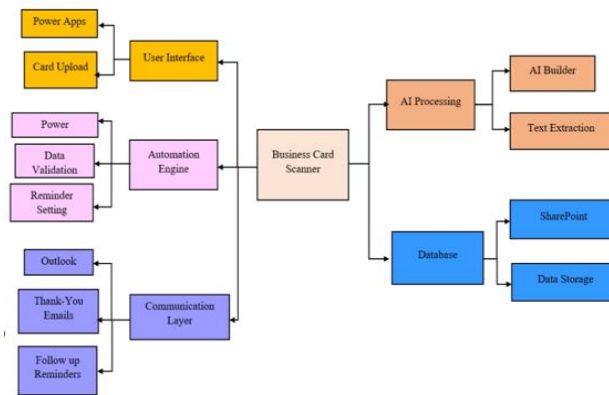 Power Apps
Card Upload
User Interface
Power
Data
Validation
Reminder
Setting
Automation
Engine
Outlook
Thank-You
Emails
Follow up
Reminders
Communication
Layer
Business Card
Scanner
AI Processing
AI Builder
Text Extraction
Database
SharePoint
Data Storage